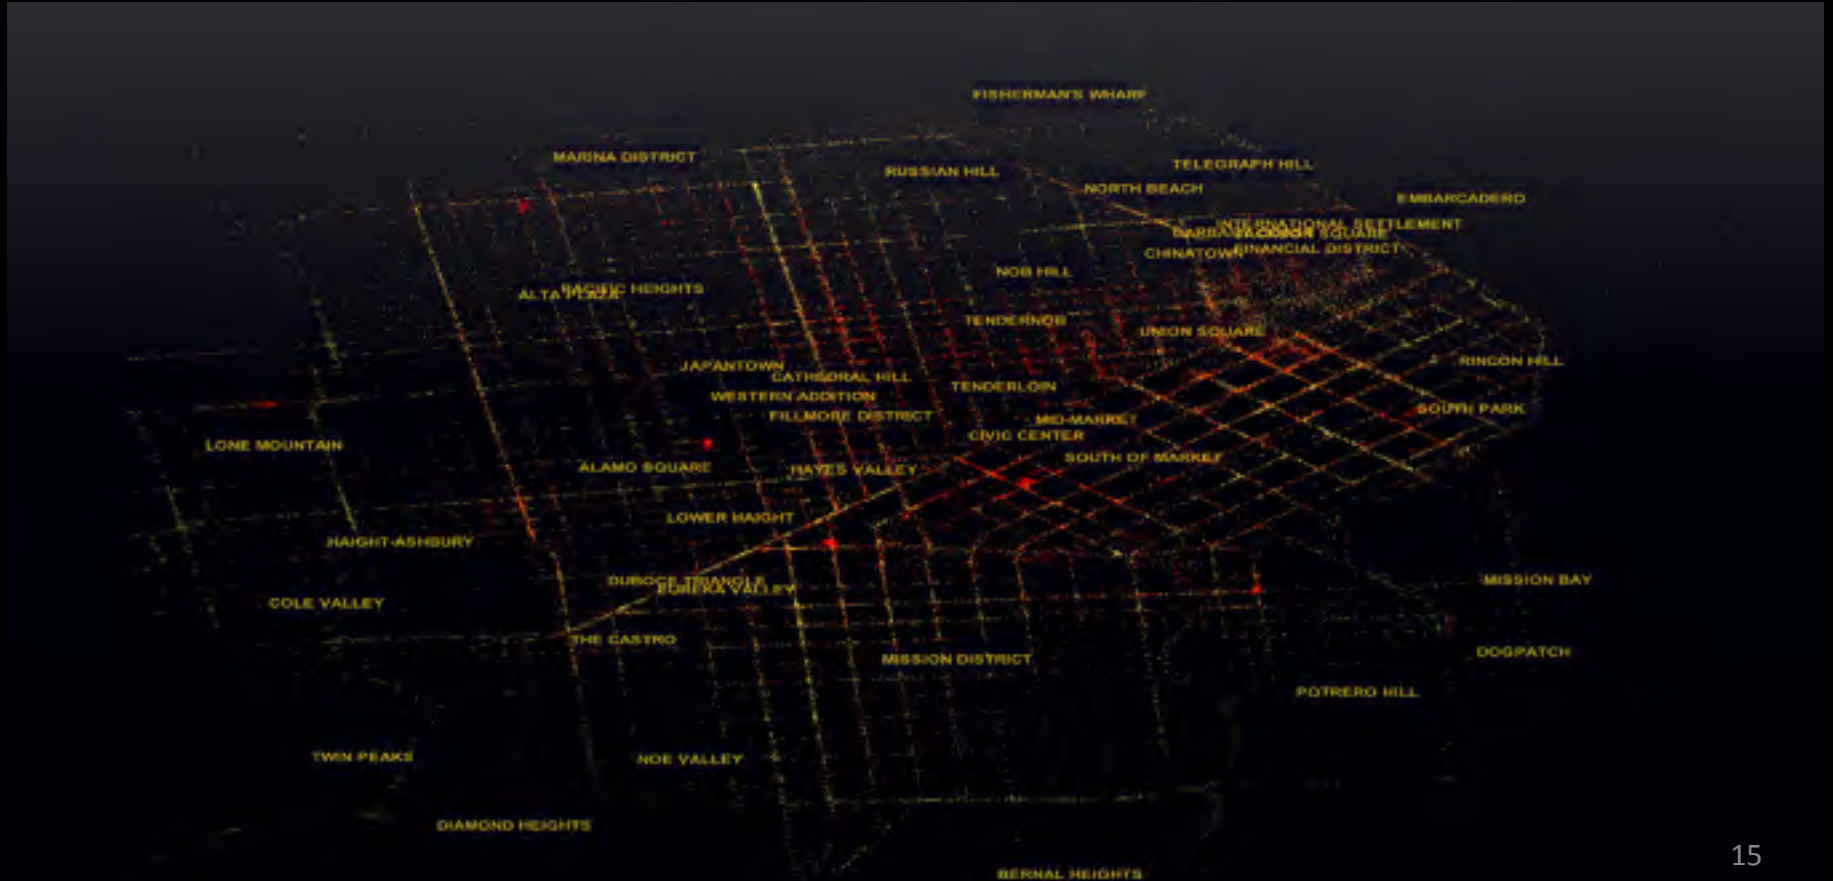 FISHERMAN'S WHARF
MARINA DISTRICT
TELEGRAPH HILL
RUSSIAN HILL
NORTH BEACH
EMBARCADERO
INTERNATIONAL SETTLEMENT
SQUARE
FINANCIAL DISTRICT
CHINATOWN
NOB HILL
PACIFIC HEIGHTS
ALTA PLAZA
TENDERNOB
UNION SQUARE
RINCON HILL
JAPANTOWN
CATHEDRAL HILL
TENDERLOIN
WESTERN ADDITION
SOUTH PARK
FILLMORE DISTRICT
MID-MARKET
CIVIC CENTER
LONE MOUNTAIN
SOUTH OF MARKET
ALAMO SQUARE
HAYES VALLEY
LOWER HAIGHT
HAIGHT-ASHBURY
DUBOCE TRIANGLE
EUREKA VALLEY
MISSION BAY
COLE VALLEY
THE CASTRO
DOGPATCH
MISSION DISTRICT
POTRERO HILL
TWIN PEAKS
NOE VALLEY
DIAMOND HEIGHTS
15
BERNAL HEIGHTS